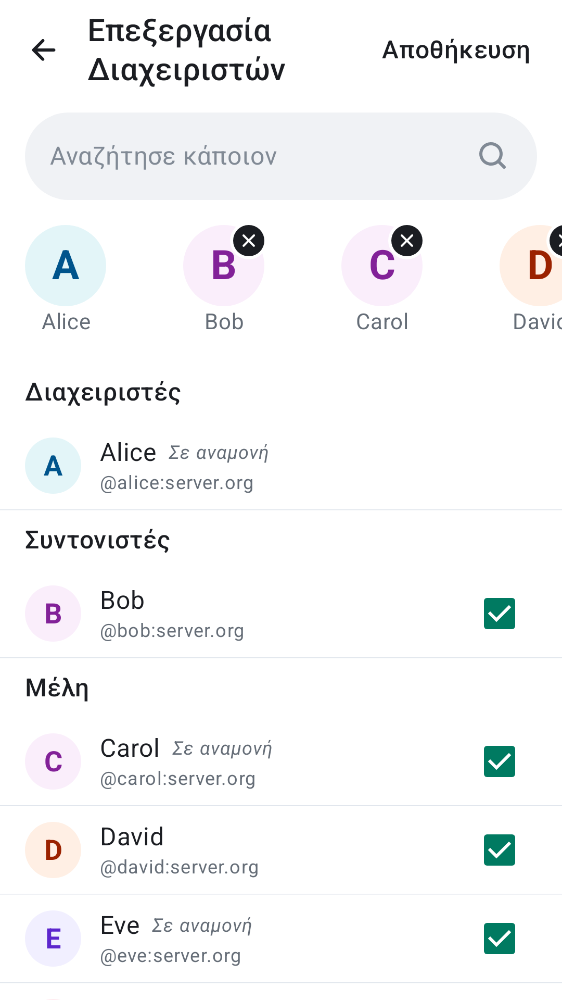 Επεξεργασία
Διαχειριστών
Αποθήκευση
Αναζήτησε κάποιον
A
B
C
D
Alice
Bob
Carol
Davi
Διαχειριστές
A
Alice Σε αναμονή
@alice:server.org
Συντονιστές
B
Bob
@bob:server.org
Μέλη
C
Carol Σε αναμονή
@carol:server.org
D
David
@david:server.org
E
Eve Σε αναμονή
@eve:server.org